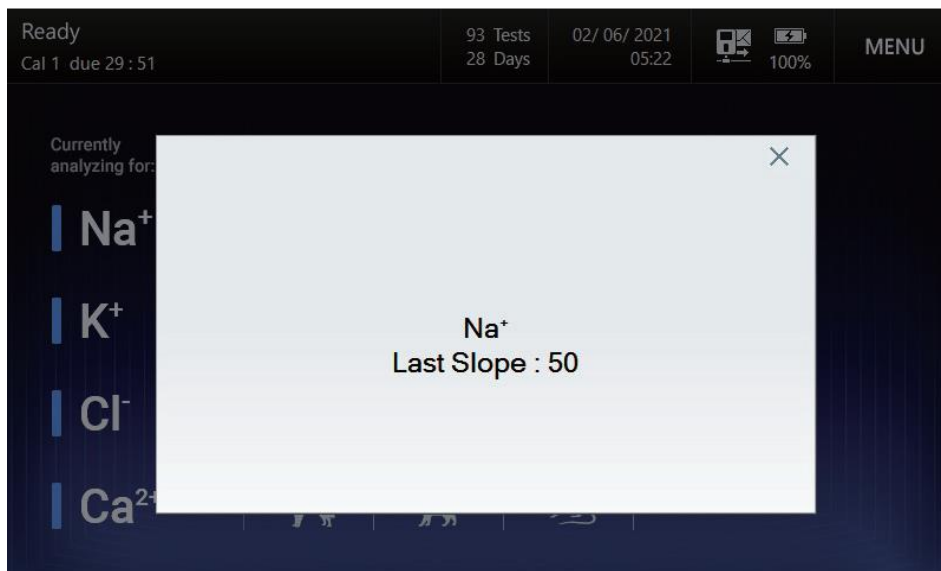 Ready
Cal 1 due 29 : 51
93 Tests
28 Days
02/ 06/ 2021
05:22
100%
MENU
Currently
analyzing for:
Na⁺
K⁺
Cl⁻
Ca²⁺
Na⁺
Last Slope : 50